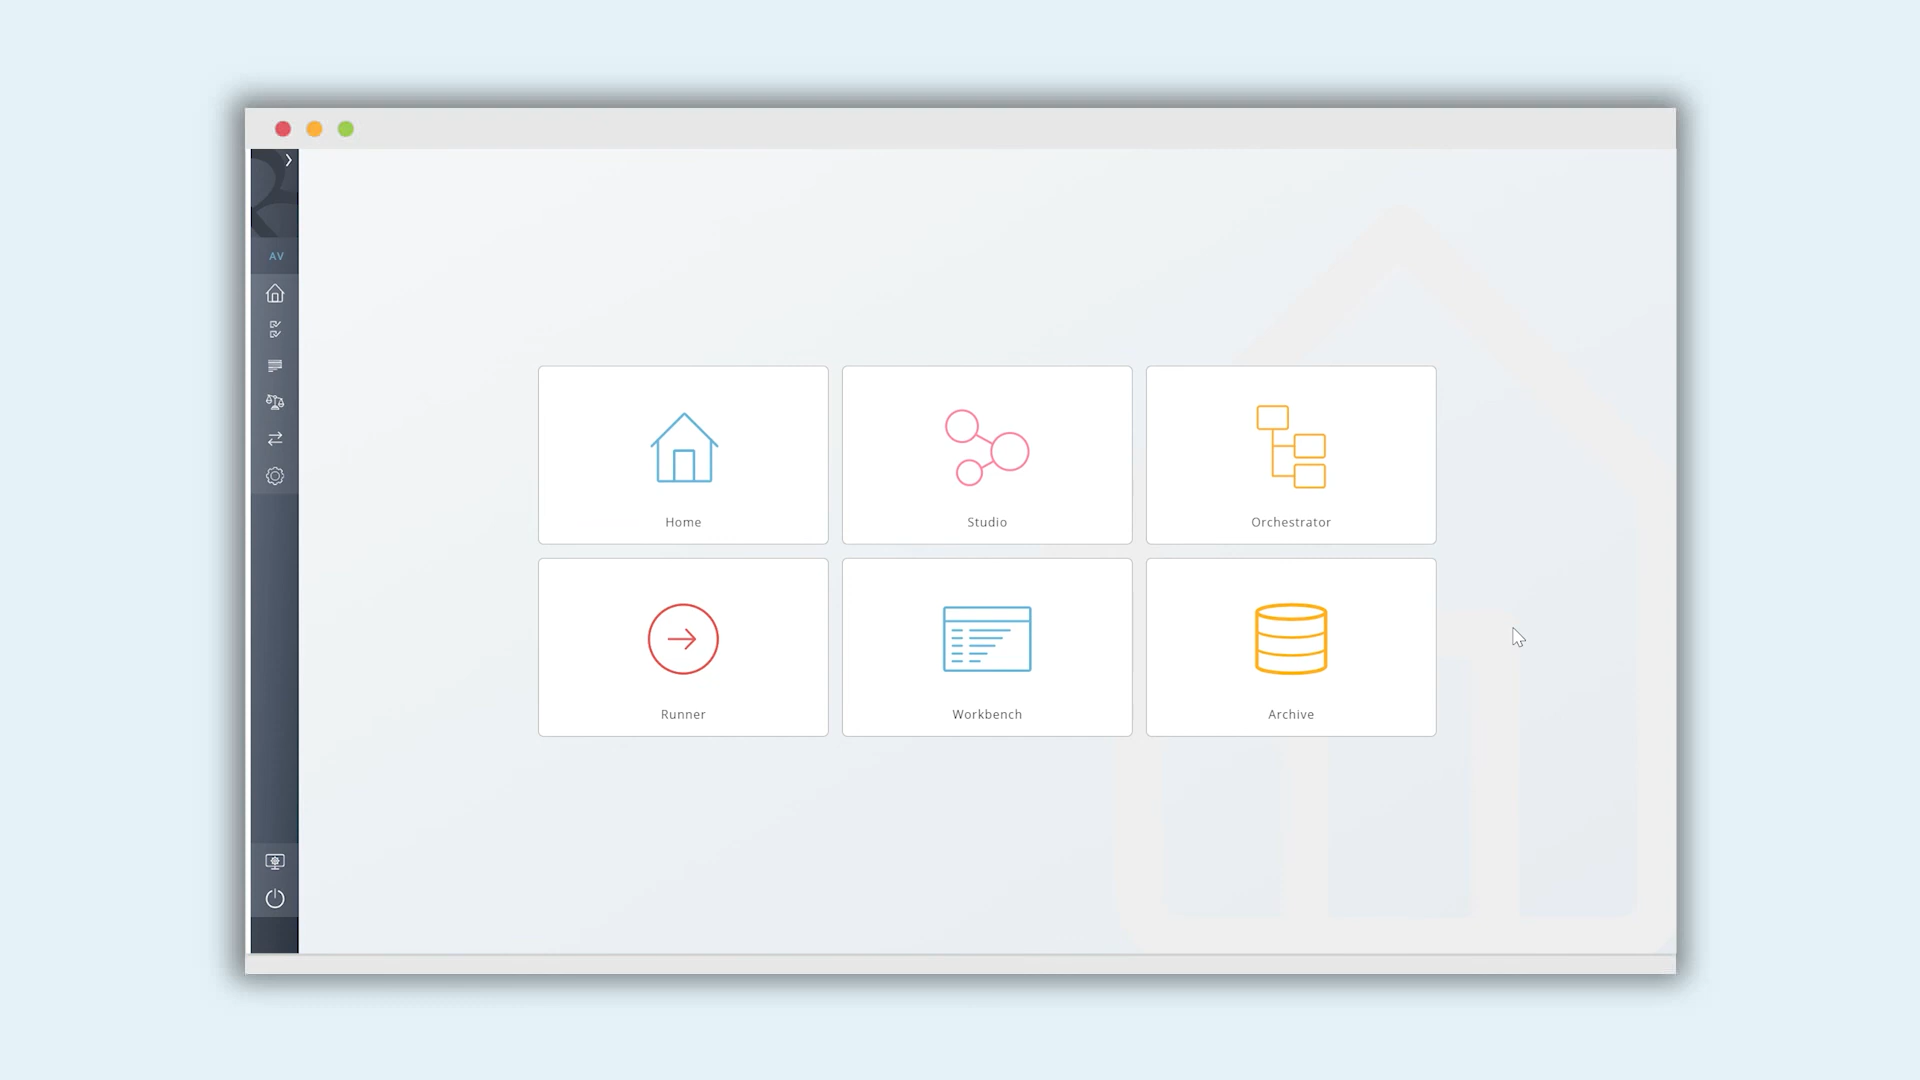 AV
Home
Studio
Orchestrator
Runner
Workbench
Archive